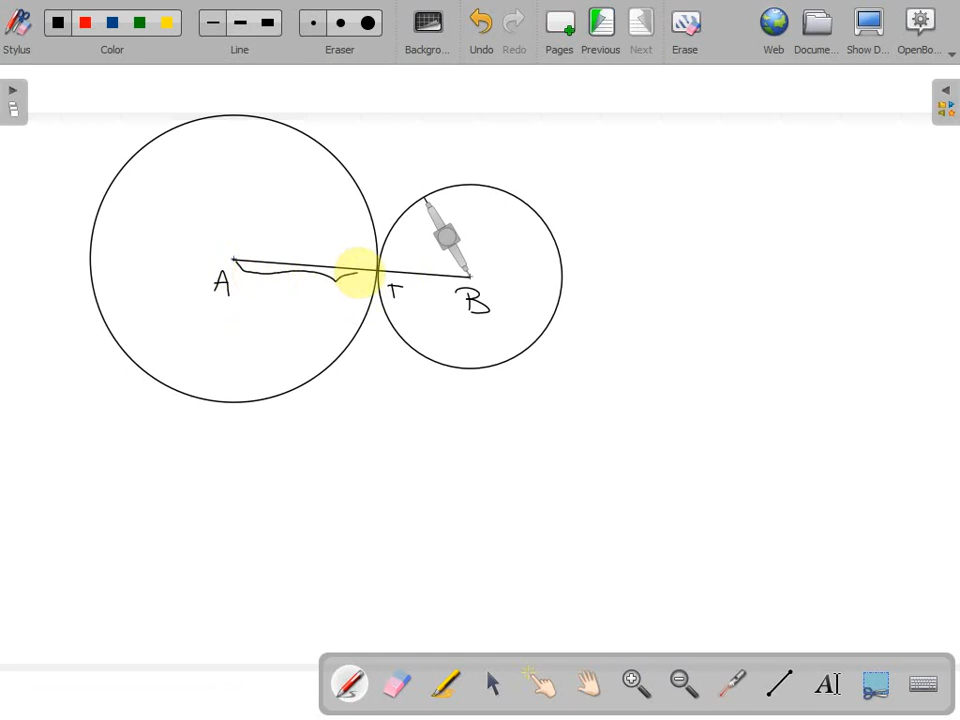 Stylus
Color
Line
Eraser
Backgro...
Undo
Redo
Pages
Previous
Next
Erase
Web
Docume...
Show D...
OpenBo...
A
T
B
A